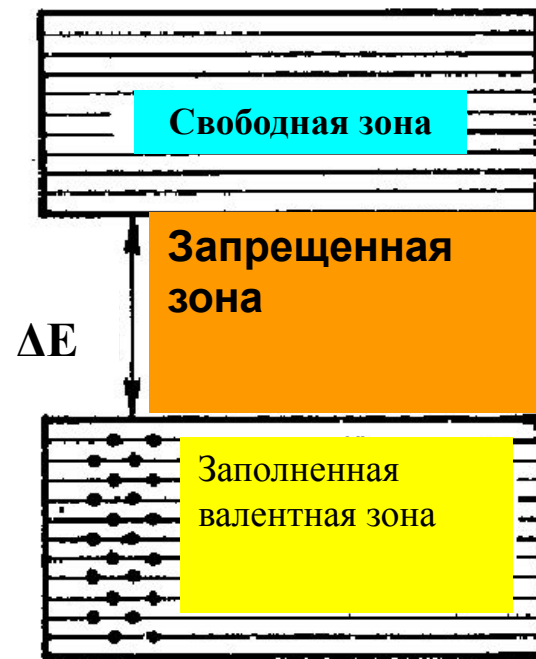 Свободная зона
Запрещенная
зона
ΔE
Заполненная
валентная зона